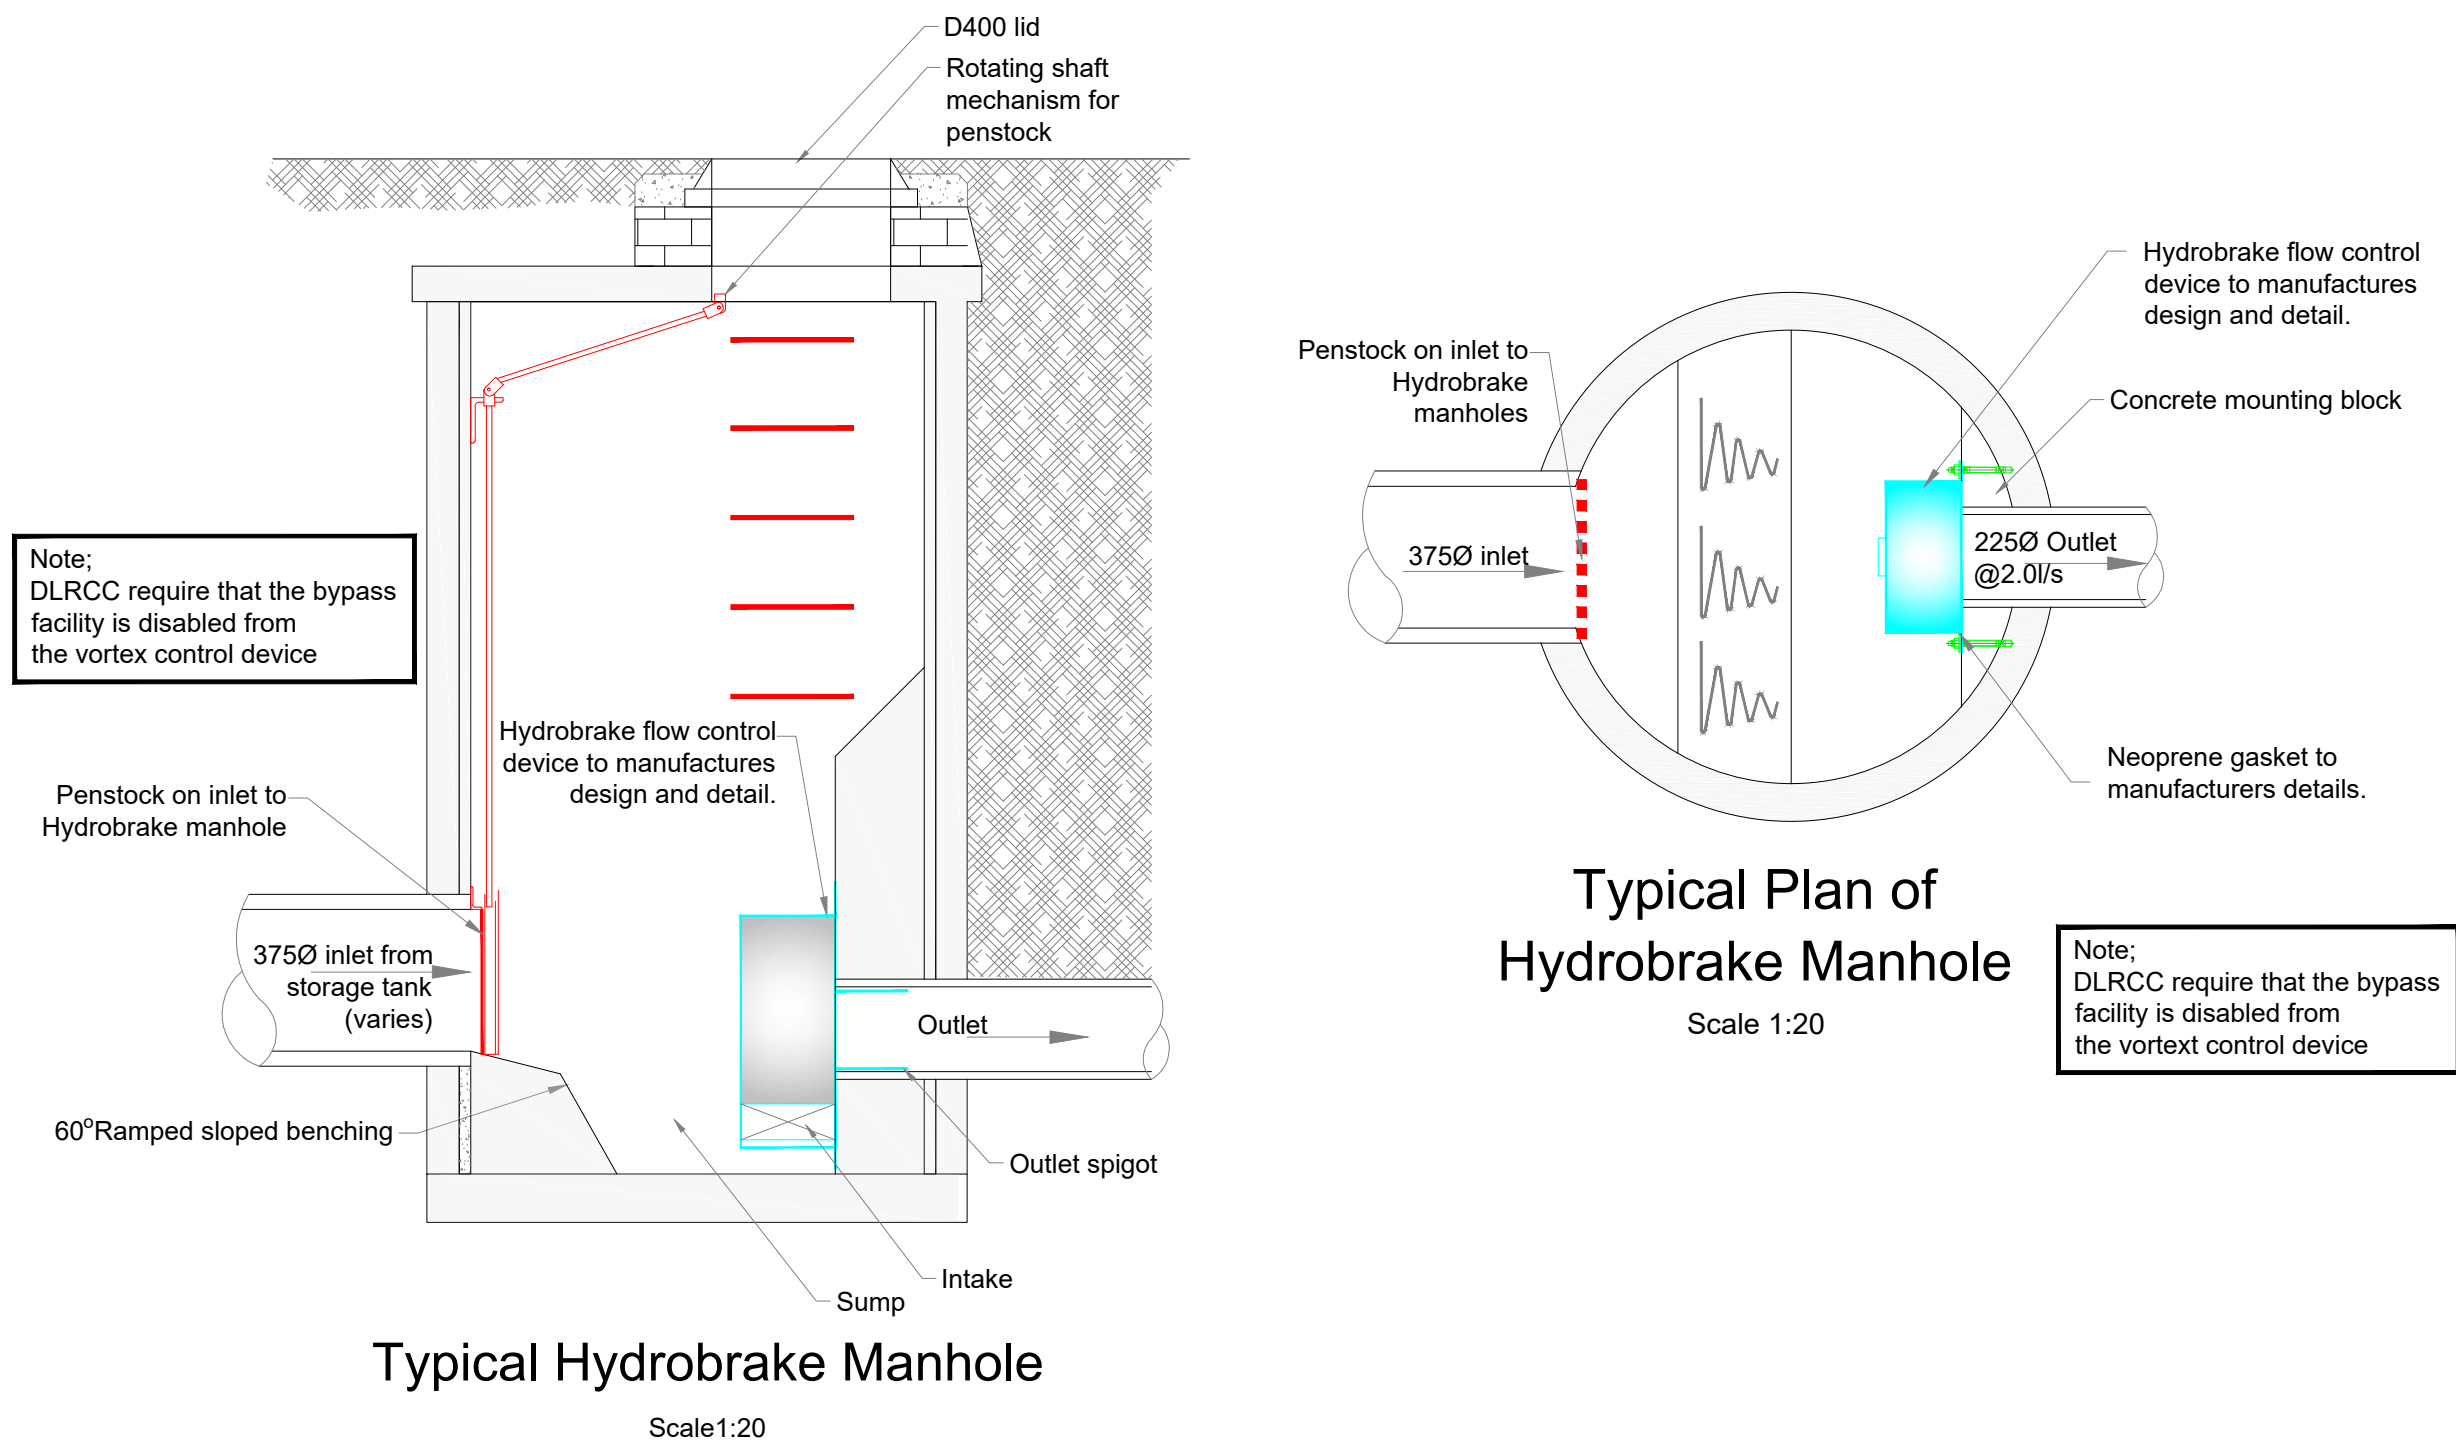 D400 lid
Rotating shaft
mechanism for
penstock
Note;
DLRCC require that the bypass
facility is disabled from
the vortex control device
Hydrobrake flow control
device to manufactures
design and detail.
Penstock on inlet to
Hydrobrake manhole
375Ø inlet from
storage tank
(varies)
Outlet
60°Ramped sloped benching
Outlet spigot
Intake
Sump
Typical Hydrobrake Manhole
Scale1:20
Hydrobrake flow control
device to manufactures
design and detail.
Penstock on inlet to
Hydrobrake
manholes
Concrete mounting block
375Ø inlet
225Ø Outlet
@2.0l/s
Neoprene gasket to
manufacturers details.
Typical Plan of
Hydrobrake Manhole
Scale 1:20
Note;
DLRCC require that the bypass
facility is disabled from
the vortext control device